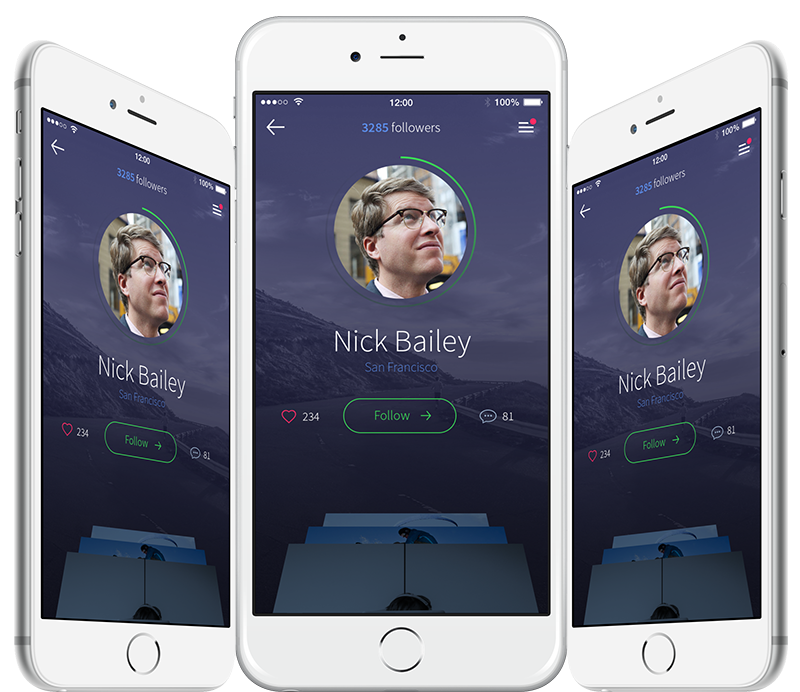 12:00
100%
3285 followers
Nick Bailey
San Francisco
234
Follow
81
12:00
100%
3285 followers
Nick Bailey
San Francisco
234
Follow
81
12:00
100%
3285 followers
Nick Bailey
San Francisco
234
Follow
81